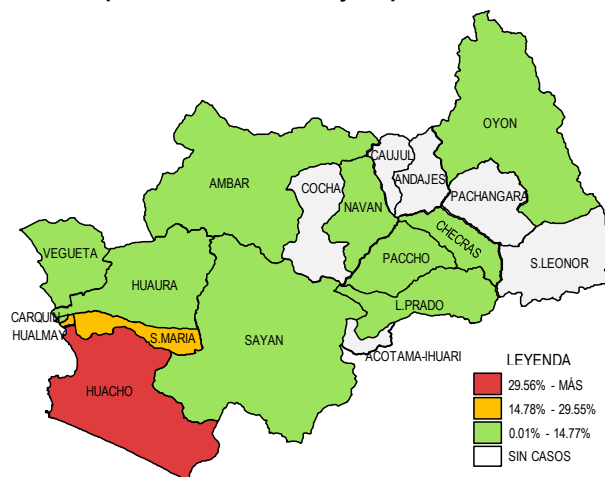 OYON
CAUJUL
ANDAJES
AMBAR
COCHA
PACHANGARA
NAVAN
CHECRAS
VEGUETA
PACCHO
S.LEONOR
HUAURA
L.PRADO
CARQUIN
HUALMAY
S.MARIA
SAYAN
ACOTAMA-IHUARI
HUACHO
LEYENDA
29.56% - MÁS
14.78% - 29.55%
0.01% - 14.77%
SIN CASOS